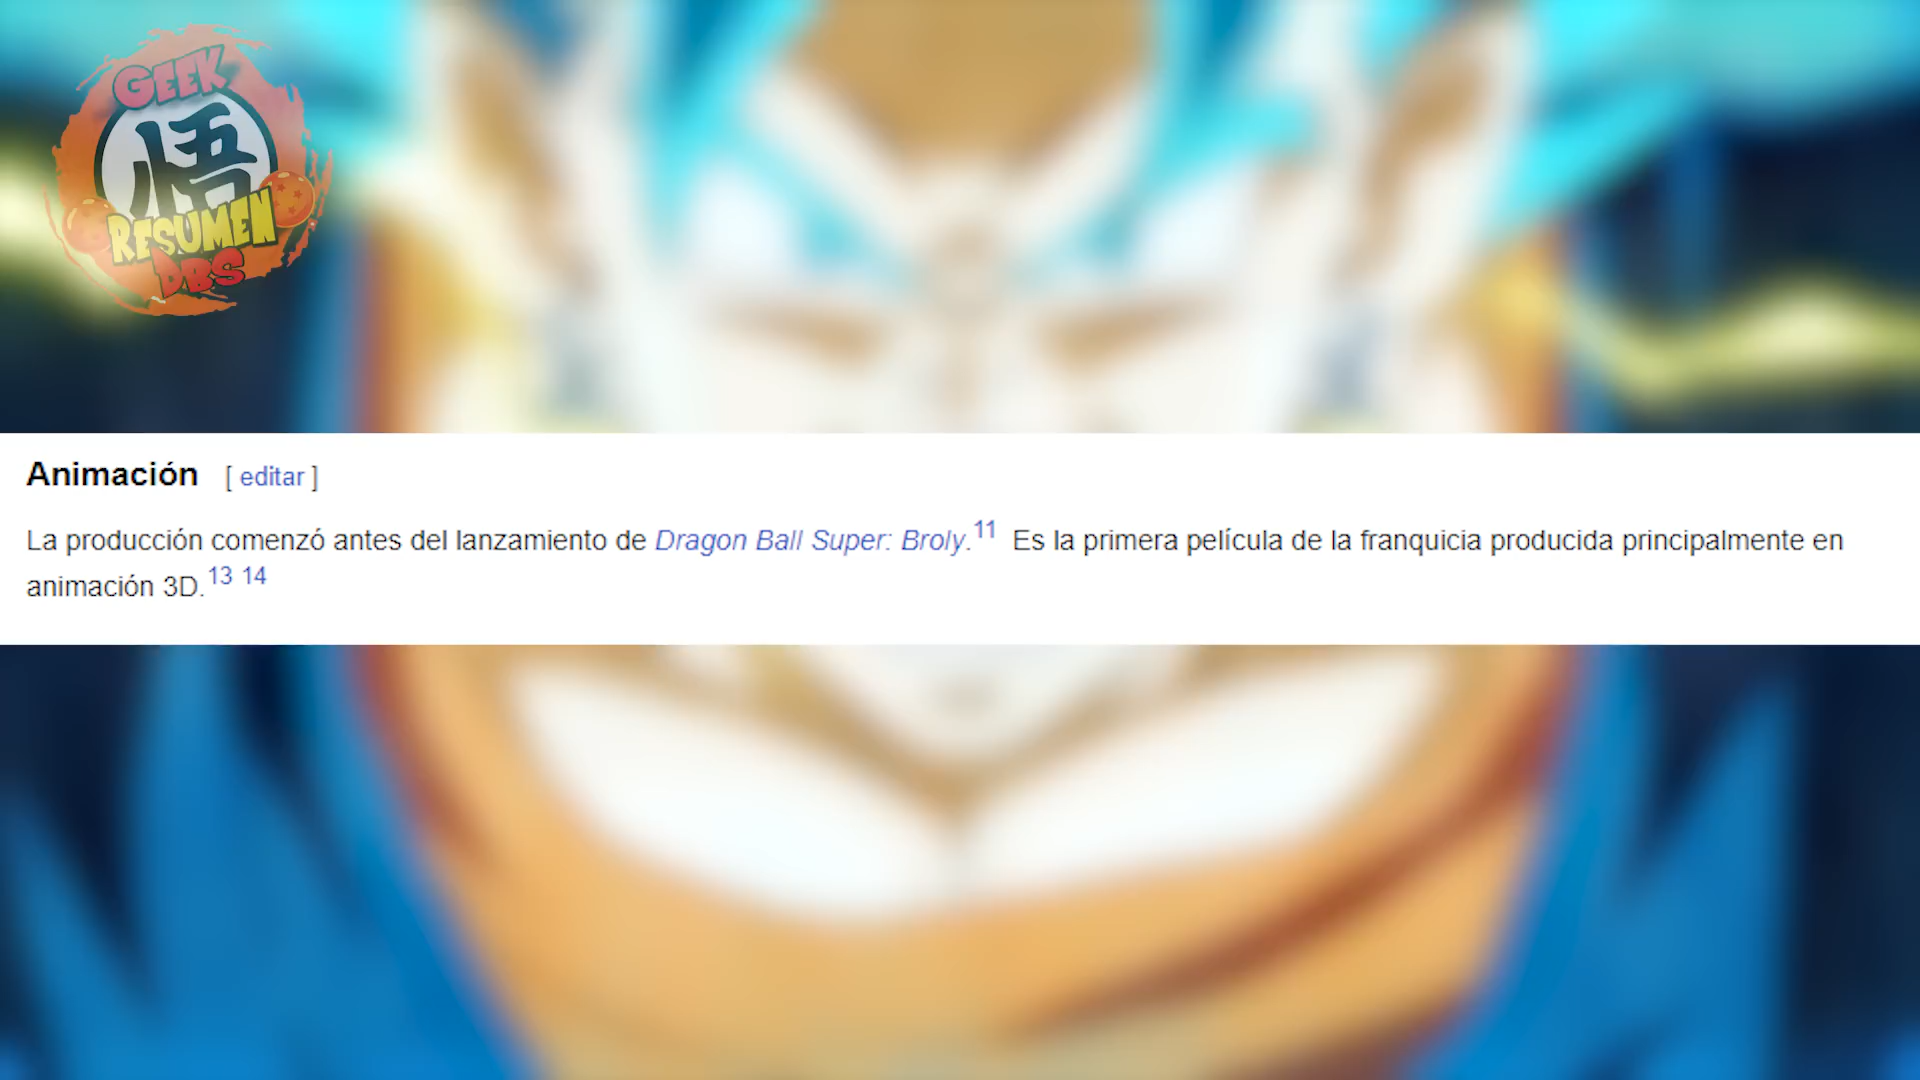 GEEK
悟
RESUMEN
DBS
Animación [ editar ]
La producción comenzó antes del lanzamiento de Dragon Ball Super: Broly.11 Es la primera película de la franquicia producida principalmente en
animación 3D.13 14